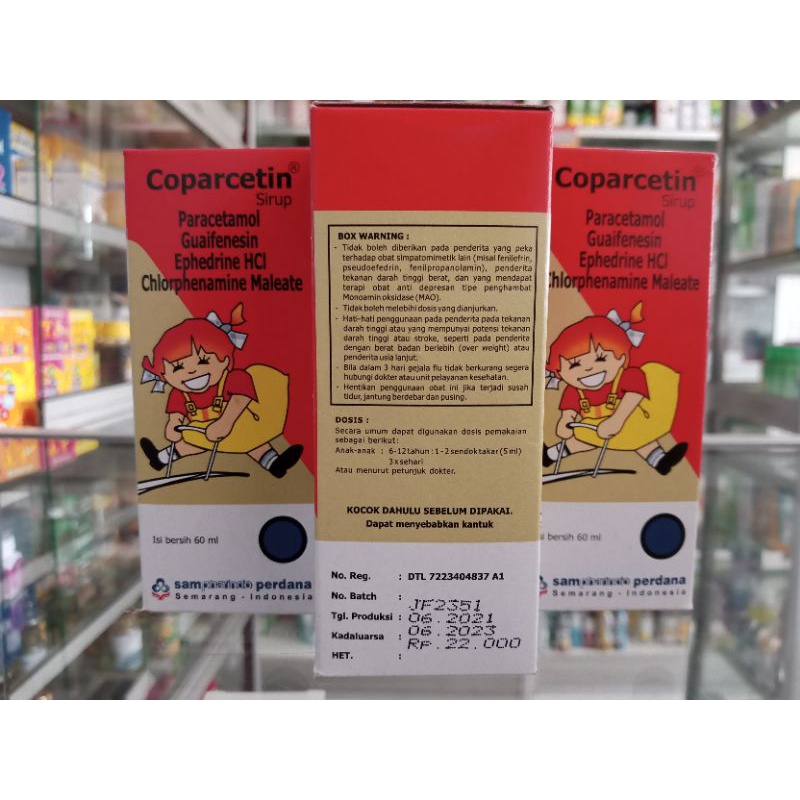 Coparcetin®
Sirup
Paracetamol
Guaifenesin
Ephedrine HCl
Chlorphenamine Maleate
Isi bersih 60 ml
sampharindo perdana
Semarang - Indonesia
BOX WARNING :
- Tidak boleh diberikan pada penderita yang peka
terhadap obat simpatomimetik lain (misal fenilefrin,
pseudoefedrin, fenilpropanolamin), penderita
tekanan darah tinggi berat, dan yang mendapat
terapi obat anti depresan tipe penghambat
Monoaminoksidase (MAO).
- Tidak boleh melebihi dosis yang dianjurkan.
- Hati-hati penggunaan pada penderita pada tekanan
darah tinggi atau yang mempunyai potensi tekanan
darah tinggi atau stroke, seperti pada penderita
dengan berat badan berlebih (over weight) atau
penderita usia lanjut.
- Bila dalam 3 hari gejala flu tidak berkurang segera
hubungi dokter atau unit pelayanan kesehatan.
- Hentikan penggunaan obat ini jika terjadi susah
tidur, jantung berdebar dan pusing.
DOSIS :
Secara umum dapat digunakan dosis pemakaian
sebagai berikut:
Anak-anak : 6-12 tahun : 1 - 2 sendok takar (5 ml)
3 x sehari
Atau menurut petunjuk dokter.
KOCOK DAHULU SEBELUM DIPAKAI.
Dapat menyebabkan kantuk
No. Reg. : DTL 7223404837 A1
No. Batch : JF2351
Tgl. Produksi : 06.2021
Kadaluarsa : 06.2023
HET. : Rp.22.000
Coparcetin
Sirup
Paracetamol
Guaifenesin
Ephedrine HCl
Chlorphenamine Maleate
si bersih 60 ml
sampharindo perdana
Semarang - Indonesia